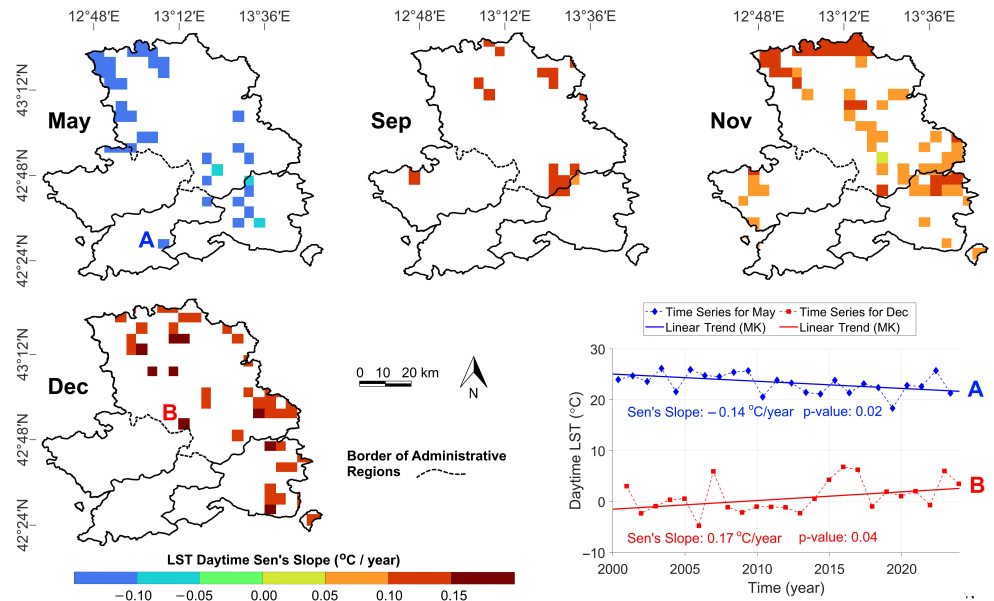 12°48'E 13°12'E 13°36'E
12°48'E 13°12'E 13°36'E
12°48'E 13°12'E 13°36'E
43°12'N
42°48'N
42°24'N
May
A
Sep
Nov
43°12'N
42°48'N
42°24'N
Dec
B
0 10 20 km
N
Border of Administrative
Regions
LST Daytime Sen's Slope (°C / year)
−0.10 −0.05 0.00 0.05 0.10 0.15
Time Series for May Time Series for Dec
Linear Trend (MK) Linear Trend (MK)
Daytime LST (°C)
30
20
10
0
−10
Sen's Slope: −0.14 °C/year p-value: 0.02
A
B
Sen's Slope: 0.17 °C/year p-value: 0.04
2000 2005 2010 2015 2020
Time (year)